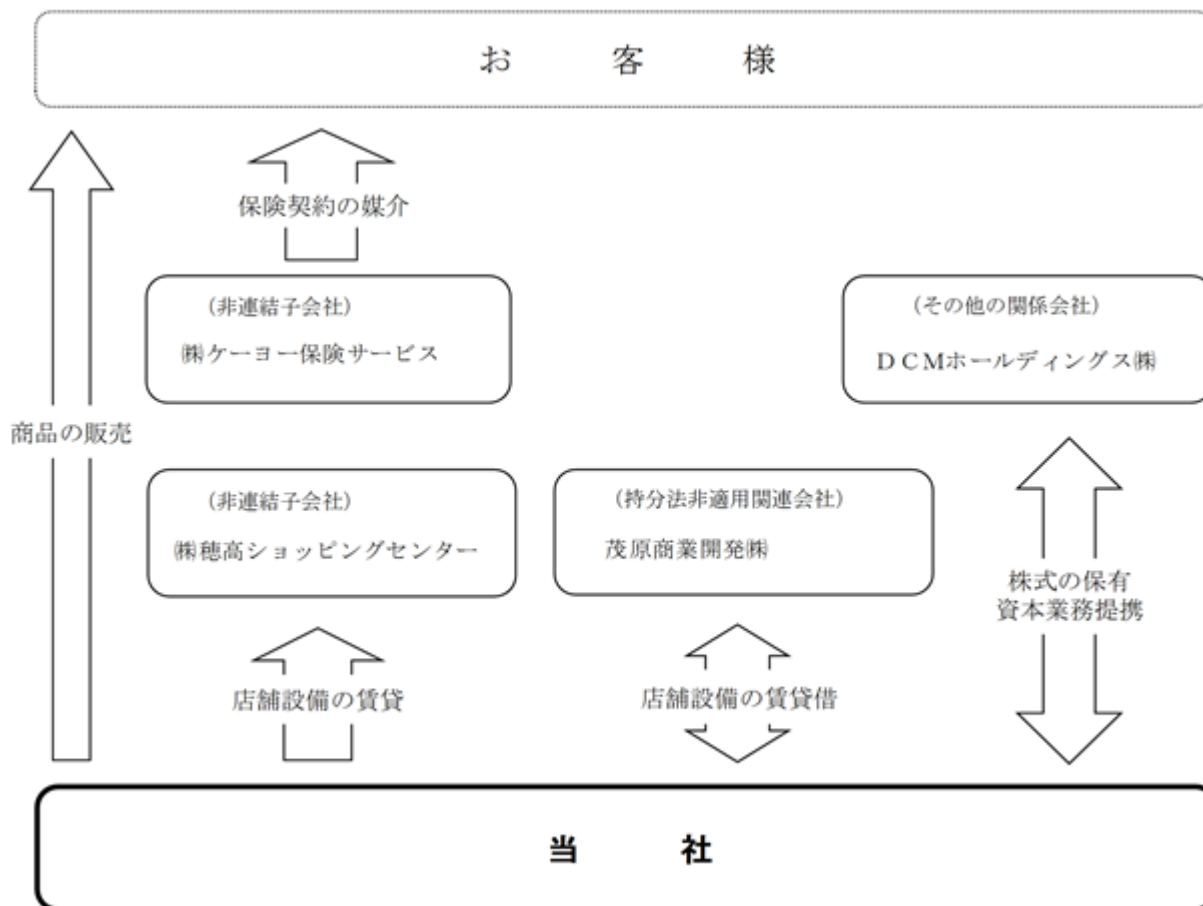 お 客 様
保険契約の媒介
(非連結子会社)
㈱ケーヨー保険サービス
(その他の関係会社)
DCMホールディングス㈱
商品の販売
(非連結子会社)
㈱穂高ショッピングセンター
(持分法非適用関連会社)
茂原商業開発㈱
株式の保有
資本業務提携
店舗設備の賃貸
店舗設備の賃貸借
当 社